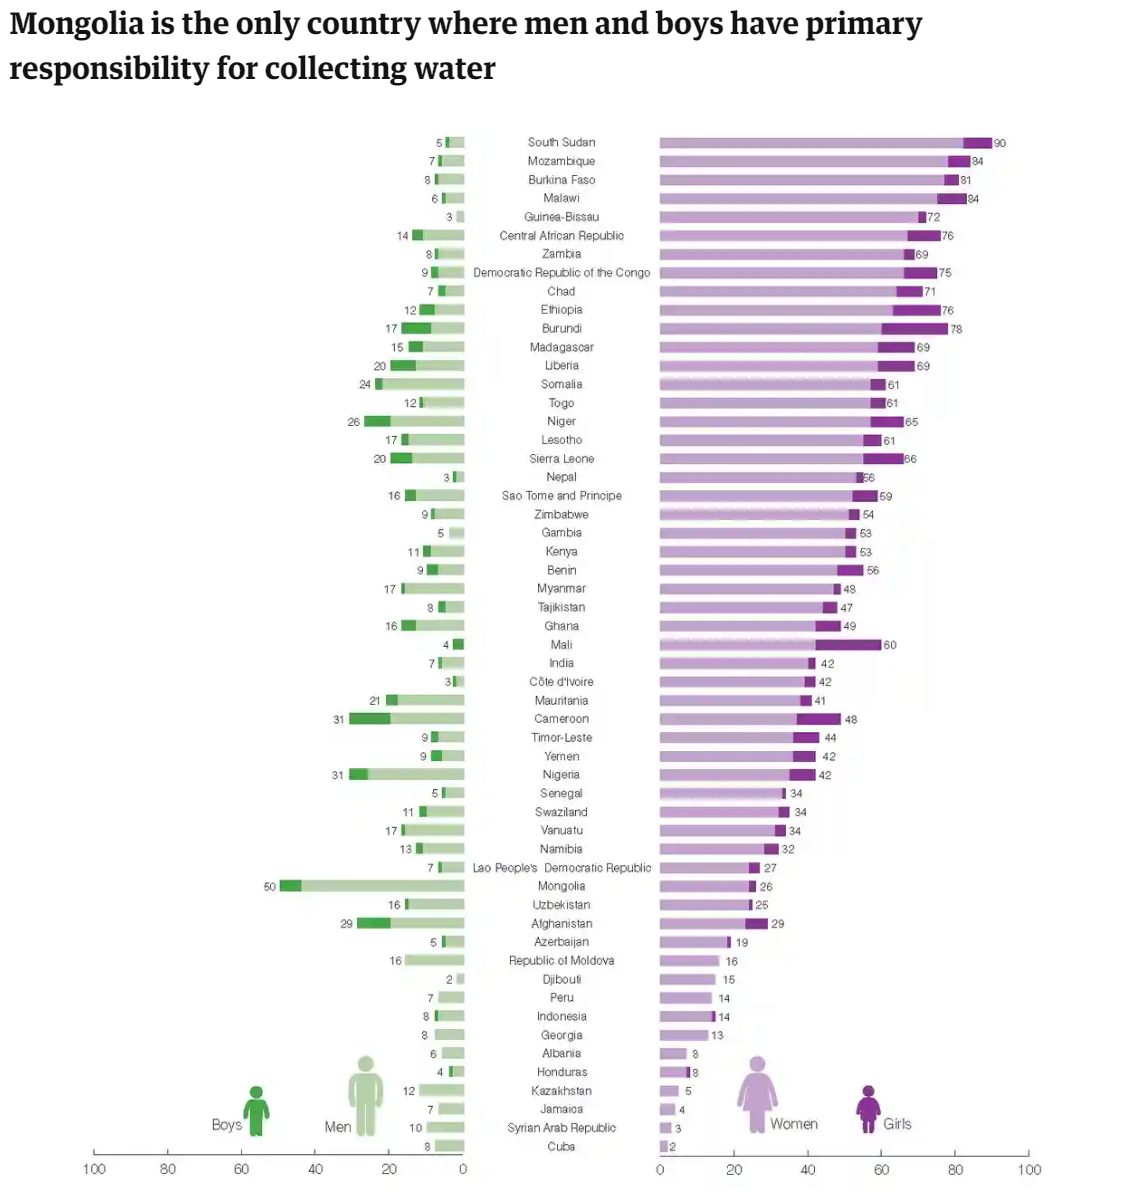 Mongolia is the only country where men and boys have primary
responsibility for collecting water
5 South Sudan 90
7 Mozambique 84
8 Burkina Faso 81
6 Malawi 84
3 Guinea-Bissau 72
14 Central African Republic 76
8 Zambia 69
9 Democratic Republic of the Congo 75
7 Chad 71
12 Ethiopia 76
17 Burundi 78
15 Madagascar 69
20 Liberia 69
24 Somalia 61
12 Togo 61
26 Niger 65
17 Lesotho 61
20 Sierra Leone 66
3 Nepal 56
16 Sao Tome and Principe 59
9 Zimbabwe 54
5 Gambia 53
11 Kenya 53
9 Benin 56
17 Myanmar 48
8 Tajikistan 47
16 Ghana 49
4 Mali 60
7 India 42
3 Côte d'Ivoire 42
21 Mauritania 41
31 Cameroon 48
9 Timor-Leste 44
9 Yemen 42
31 Nigeria 42
5 Senegal 34
11 Swaziland 34
17 Vanuatu 34
13 Namibia 32
7 Lao People's Democratic Republic 27
50 Mongolia 26
16 Uzbekistan 25
29 Afghanistan 29
5 Azerbaijan 19
16 Republic of Moldova 16
2 Djibouti 15
7 Peru 14
8 Indonesia 14
8 Georgia 13
6 Albania 8
4 Honduras 8
12 Kazakhstan 5
7 Jamaica 4
Boys Men 10 Syrian Arab Republic 3 Women Girls
8 Cuba 2
100 80 60 40 20 0 0 20 40 60 80 100